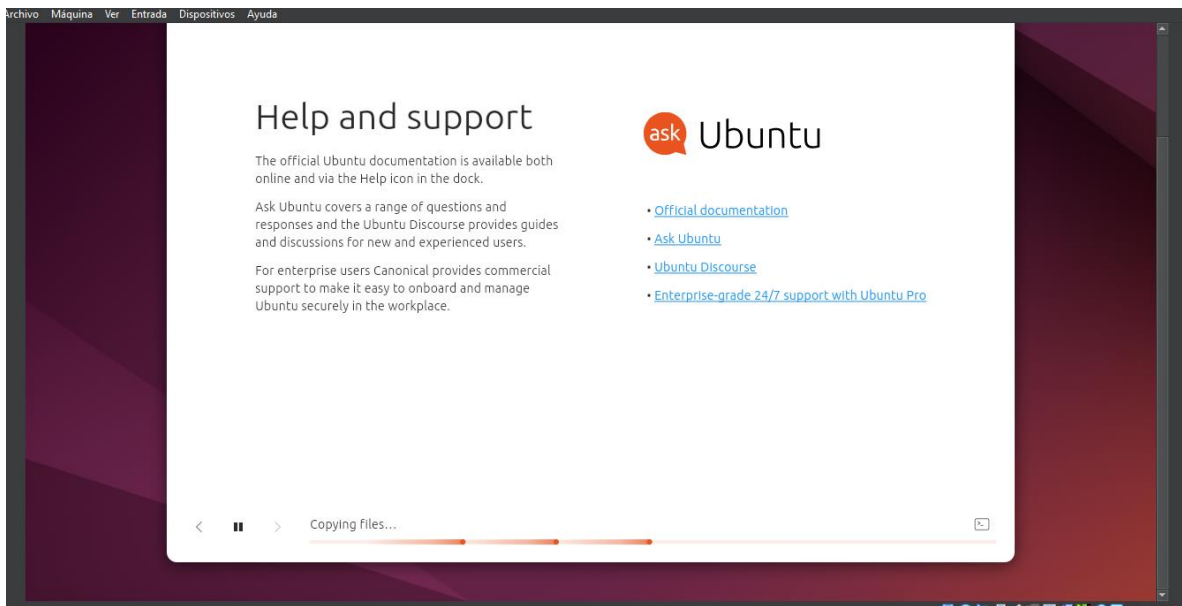 Archivo Máquina Ver Entrada Dispositivos Ayuda
Help and support
The official Ubuntu documentation is available both
online and via the Help icon in the dock.
Ask Ubuntu covers a range of questions and
responses and the Ubuntu Discourse provides guides
and discussions for new and experienced users.
For enterprise users Canonical provides commercial
support to make it easy to onboard and manage
Ubuntu securely in the workplace.
ask Ubuntu
• Official documentation
• Ask Ubuntu
• Ubuntu Discourse
• Enterprise-grade 24/7 support with Ubuntu Pro
Copying files...